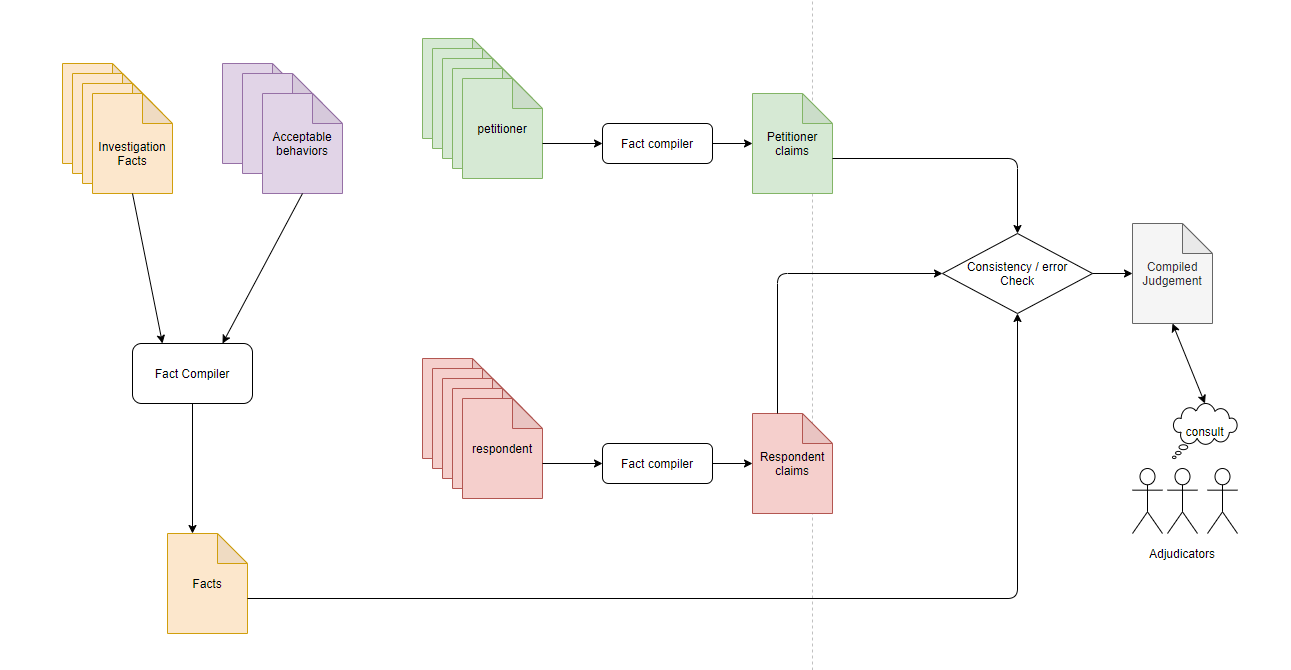 petitioner
Fact compiler
Petitioner
claims
Investigation
Facts
Acceptable
behaviors
Consistency / error
Check
Compiled
Judgement
Fact Compiler
respondent
Fact compiler
Respondent
claims
consult
Adjudicators
Facts